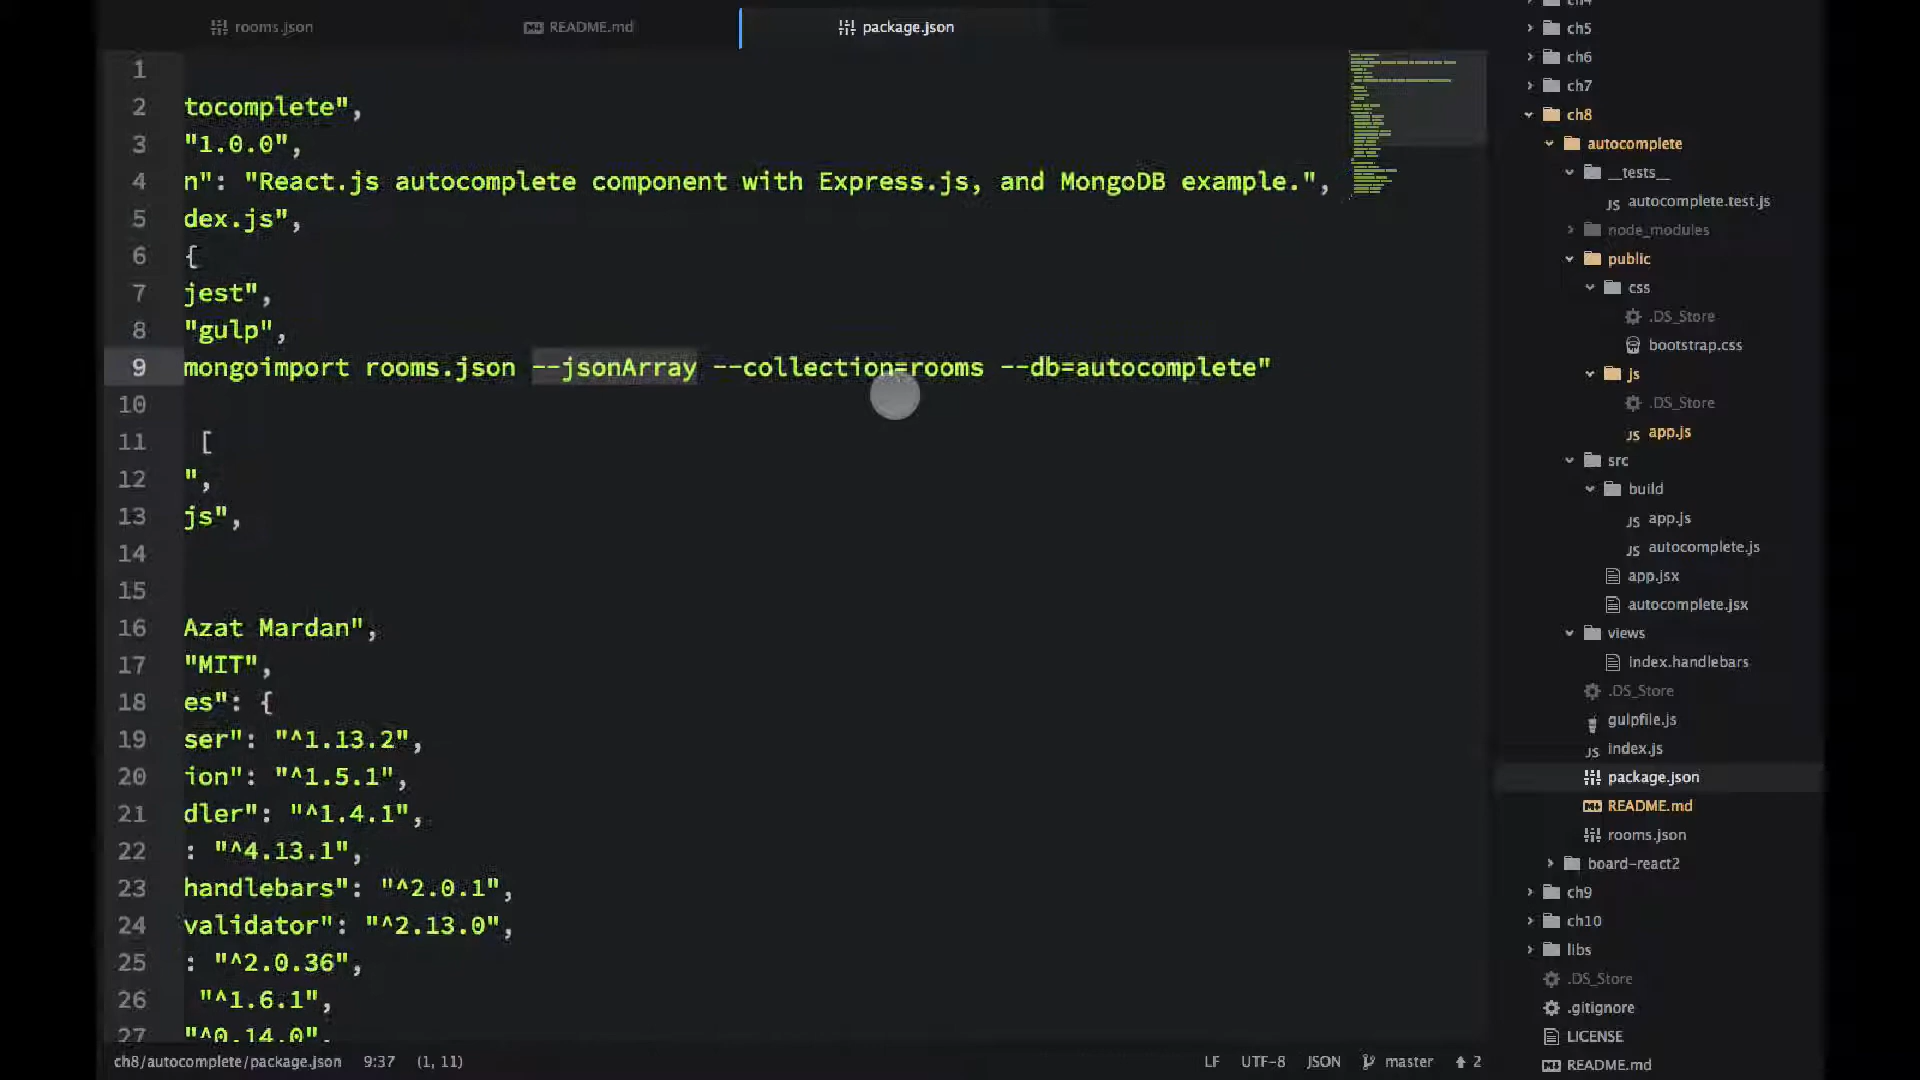 rooms.json
README.md
package.json
1
2 tocomplete",
3 "1.0.0",
4 n": "React.js autocomplete component with Express.js, and MongoDB example.",
5 dex.js",
6 {
7 jest",
8 "gulp",
9 mongoimport rooms.json --jsonArray --collection=rooms --db=autocomplete"
10
11 [
12 ",
13 js",
14
15
16 Azat Mardan",
17 "MIT",
18 es": {
19 ser": "^1.13.2",
20 ion": "^1.5.1",
21 dler": "^1.4.1",
22 : "^4.13.1",
23 handlebars": "^2.0.1",
24 validator": "^2.13.0",
25 : "^2.0.36",
26 "^1.6.1",
27 "^0.14.0",
ch4
ch5
ch6
ch7
ch8
autocomplete
__tests__
autocomplete.test.js
node_modules
public
css
.DS_Store
bootstrap.css
js
.DS_Store
app.js
src
build
app.js
autocomplete.js
app.jsx
autocomplete.jsx
views
index.handlebars
.DS_Store
gulpfile.js
index.js
package.json
README.md
rooms.json
board-react2
ch9
ch10
libs
.DS_Store
.gitignore
LICENSE
README.md
ch8/autocomplete/package.json 9:37 (1, 11) LF UTF-8 JSON master 2